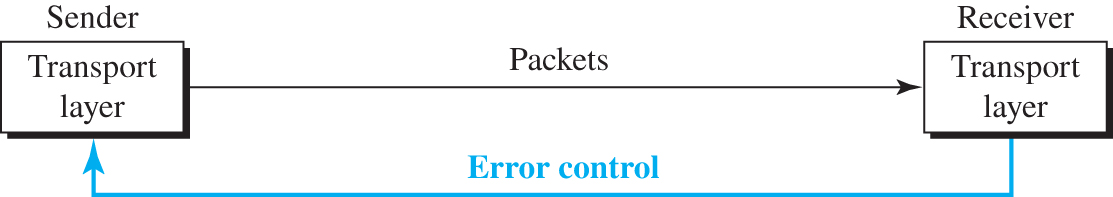 Sender
Receiver
Transport
layer
Packets
Transport
layer
Error control